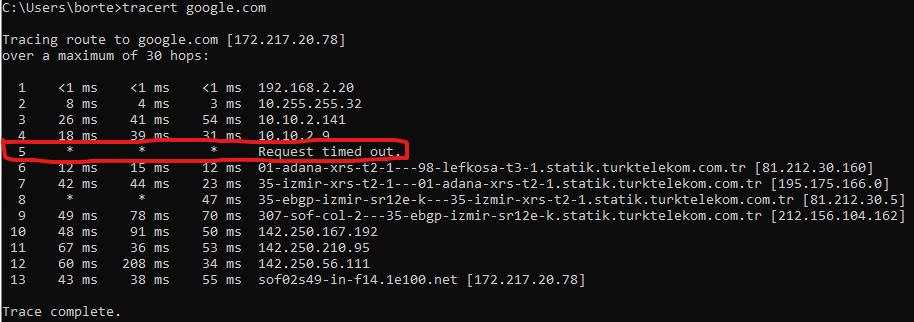 C:\Users\borte>tracert google.com
Tracing route to google.com [172.217.20.78]
over a maximum of 30 hops:
1 <1 ms <1 ms <1 ms 192.168.2.20
2 8 ms 4 ms 3 ms 10.255.255.32
3 26 ms 41 ms 54 ms 10.10.2.141
4 18 ms 39 ms 31 ms 10.10.2.9
5 * * * Request timed out.
6 12 ms 15 ms 12 ms 01-adana-xrs-t2-1---98-lefkosa-t3-1.statik.turktelekom.com.tr [81.212.30.160]
7 42 ms 44 ms 23 ms 35-izmir-xrs-t2-1---01-adana-xrs-t2-1.statik.turktelekom.com.tr [195.175.166.0]
8 * * 47 ms 35-ebgp-izmir-sr12e-k---35-izmir-xrs-t2-1.statik.turktelekom.com.tr [81.212.30.5]
9 49 ms 78 ms 70 ms 307-sof-col-2---35-ebgp-izmir-sr12e-k.statik.turktelekom.com.tr [212.156.104.162]
10 48 ms 91 ms 50 ms 142.250.167.192
11 67 ms 36 ms 53 ms 142.250.210.95
12 60 ms 208 ms 34 ms 142.250.56.111
13 43 ms 38 ms 55 ms sof02s49-in-f14.1e100.net [172.217.20.78]
Trace complete.